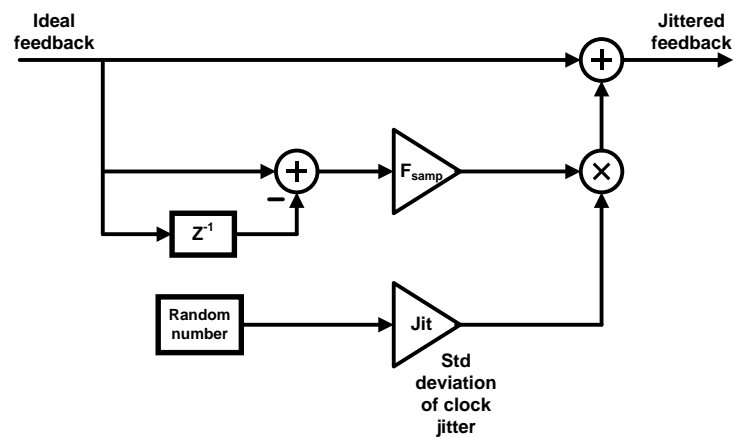 Ideal
feedback
Jittered
feedback
+
+
−
F_samp
×
Z^-1
Random
number
Jit
Std
deviation
of clock
jitter